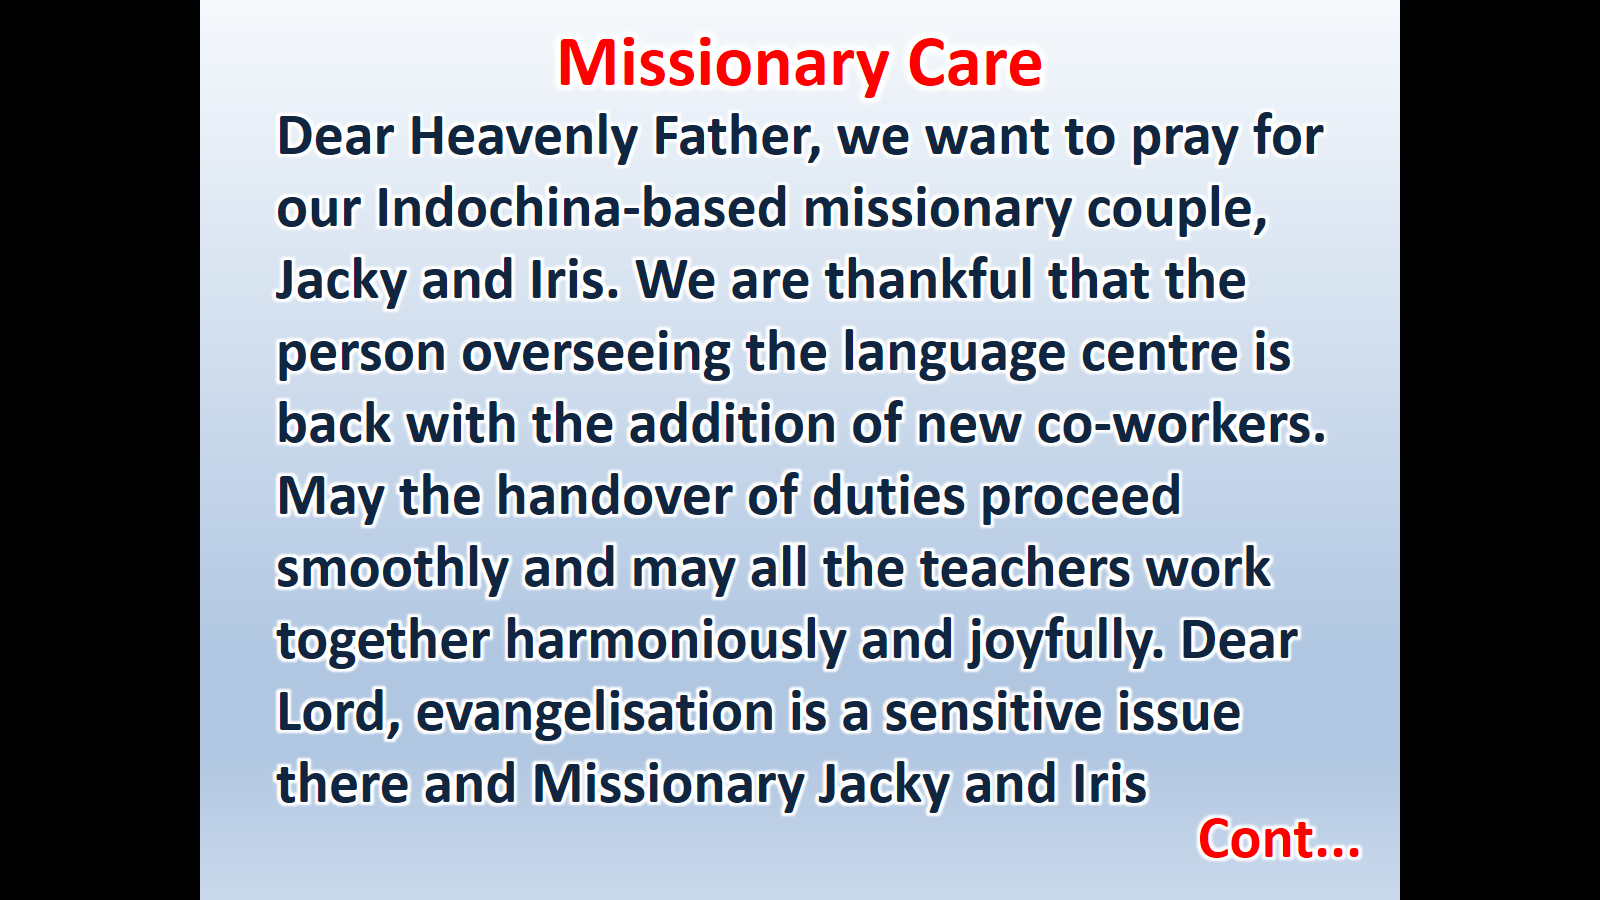 Missionary Care
Dear Heavenly Father, we want to pray for
our Indochina-based missionary couple,
Jacky and Iris. We are thankful that the
person overseeing the language centre is
back with the addition of new co-workers.
May the handover of duties proceed
smoothly and may all the teachers work
together harmoniously and joyfully. Dear
Lord, evangelisation is a sensitive issue
there and Missionary Jacky and Iris
Cont...